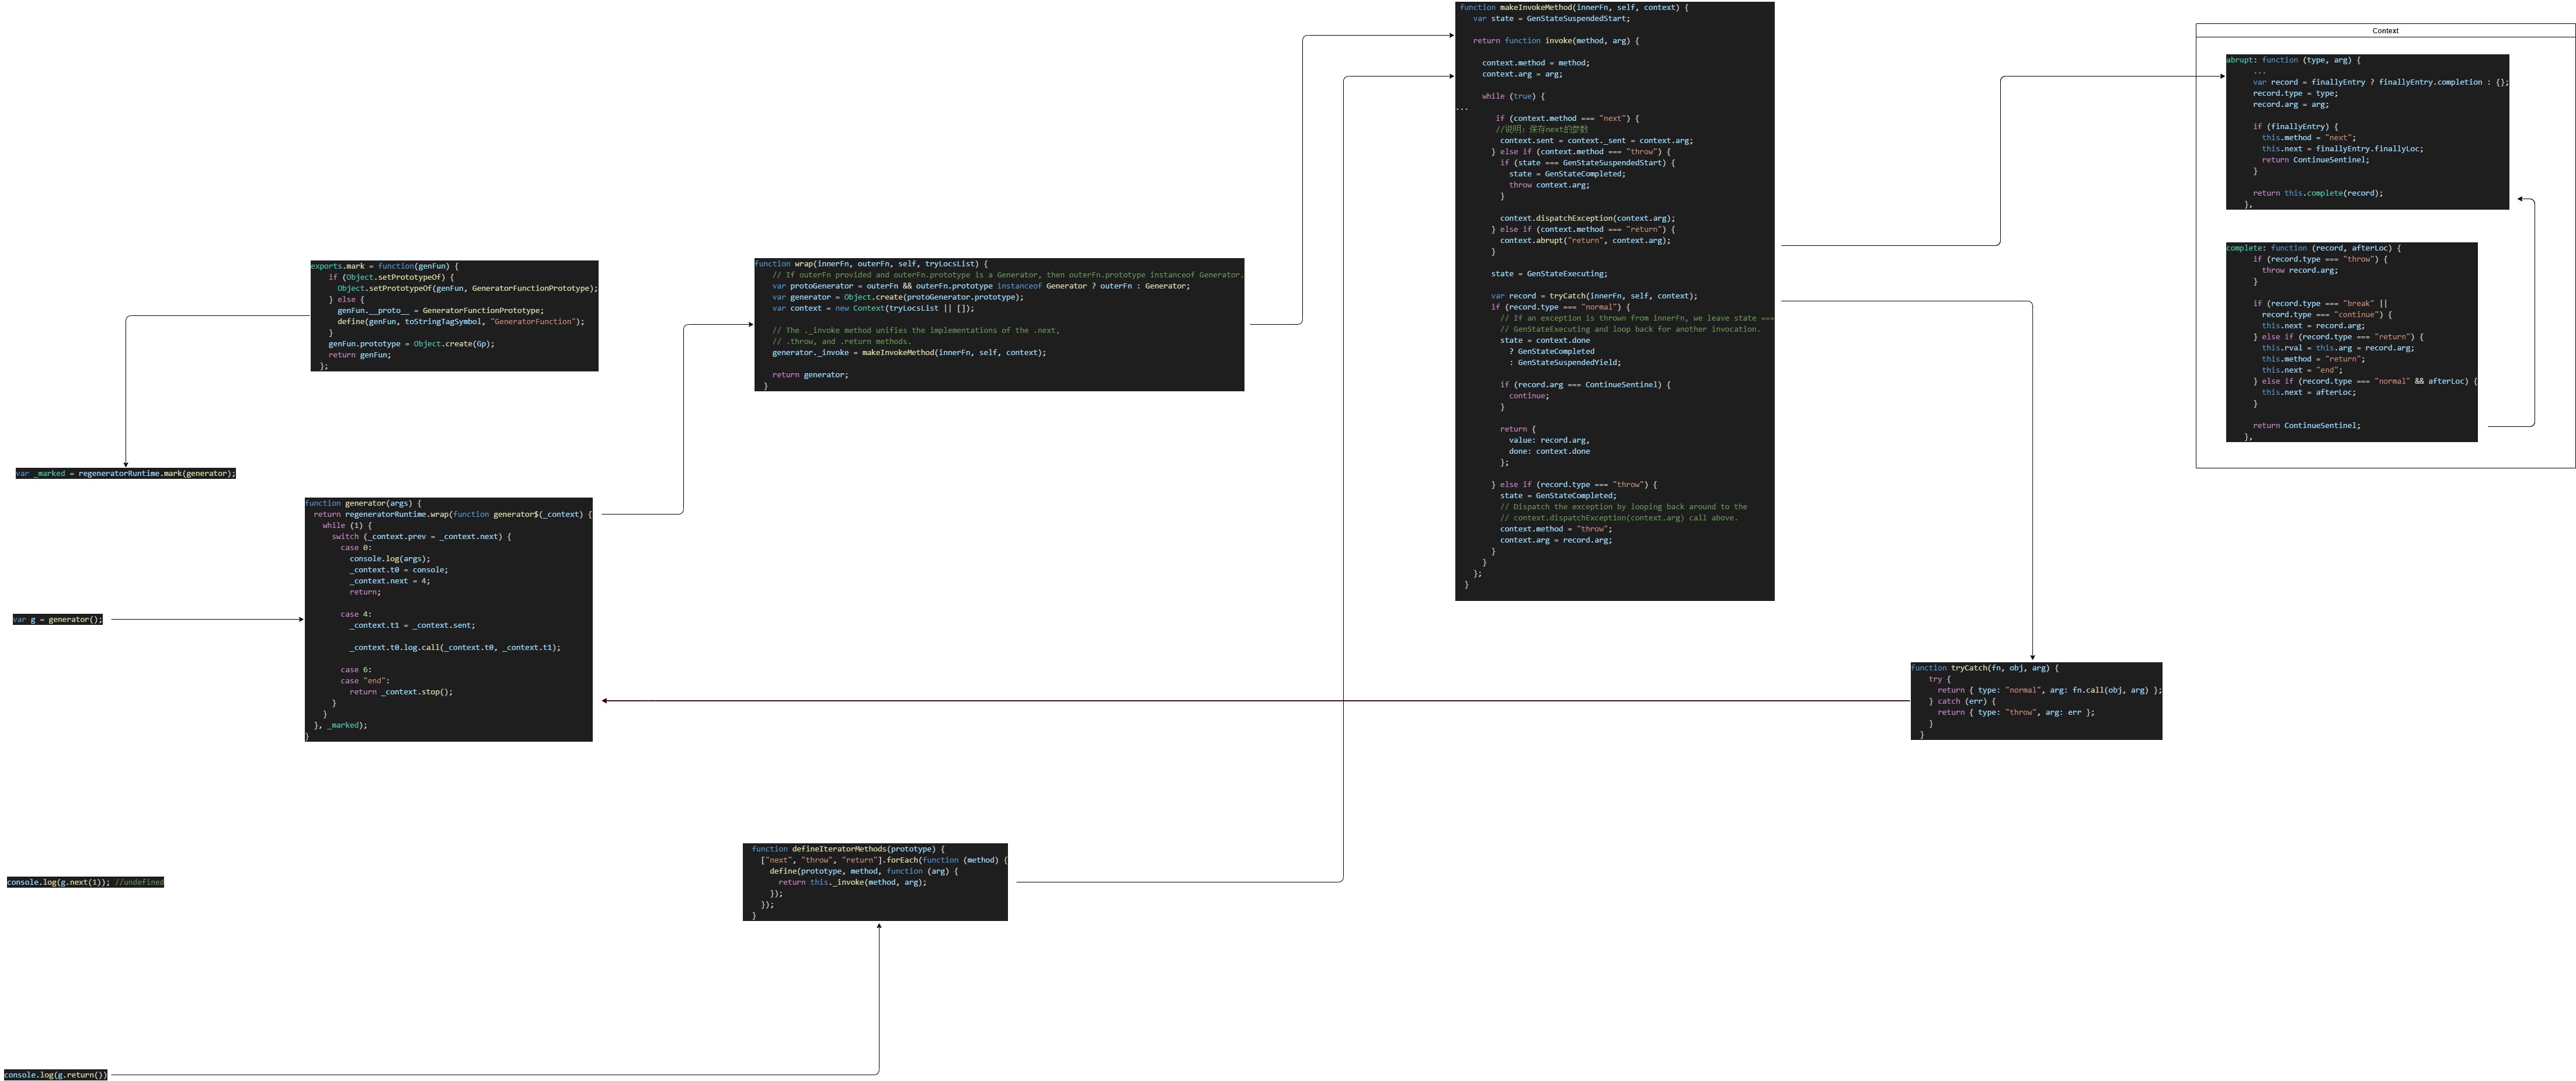 exports.mark = function(genFun) {
    if (Object.setPrototypeOf) {
      Object.setPrototypeOf(genFun, GeneratorFunctionPrototype);
    } else {
      genFun.__proto__ = GeneratorFunctionPrototype;
      define(genFun, toStringTagSymbol, "GeneratorFunction");
    }
    genFun.prototype = Object.create(Gp);
    return genFun;
  };
var _marked = regeneratorRuntime.mark(generator);
var g = generator();
function generator(args) {
  return regeneratorRuntime.wrap(function generator$(_context) {
    while (1) {
      switch (_context.prev = _context.next) {
        case 0:
          console.log(args);
          _context.t0 = console;
          _context.next = 4;
          return;
        case 4:
          _context.t1 = _context.sent;
          _context.t0.log.call(_context.t0, _context.t1);
        case 6:
        case "end":
          return _context.stop();
      }
    }
  }, _marked);
}
console.log(g.next(1)); //undefined
console.log(g.return())
function wrap(innerFn, outerFn, self, tryLocsList) {
    // If outerFn provided and outerFn.prototype is a Generator, then outerFn.prototype instanceof Generator.
    var protoGenerator = outerFn && outerFn.prototype instanceof Generator ? outerFn : Generator;
    var generator = Object.create(protoGenerator.prototype);
    var context = new Context(tryLocsList || []);
    // The ._invoke method unifies the implementations of the .next,
    // .throw, and .return methods.
    generator._invoke = makeInvokeMethod(innerFn, self, context);
    return generator;
  }
function defineIteratorMethods(prototype) {
  ["next", "throw", "return"].forEach(function (method) {
    define(prototype, method, function (arg) {
      return this._invoke(method, arg);
    });
  });
}
function makeInvokeMethod(innerFn, self, context) {
   var state = GenStateSuspendedStart;
   return function invoke(method, arg) {
     context.method = method;
     context.arg = arg;
     while (true) {
...
        if (context.method === "next") {
        //说明：保存next的参数
         context.sent = context._sent = context.arg;
       } else if (context.method === "throw") {
         if (state === GenStateSuspendedStart) {
           state = GenStateCompleted;
           throw context.arg;
         }
         context.dispatchException(context.arg);
       } else if (context.method === "return") {
         context.abrupt("return", context.arg);
       }
       state = GenStateExecuting;
       var record = tryCatch(innerFn, self, context);
       if (record.type === "normal") {
         // If an exception is thrown from innerFn, we leave state ===
         // GenStateExecuting and loop back for another invocation.
         state = context.done
           ? GenStateCompleted
           : GenStateSuspendedYield;
         if (record.arg === ContinueSentinel) {
           continue;
         }
         return {
           value: record.arg,
           done: context.done
         };
       } else if (record.type === "throw") {
         state = GenStateCompleted;
         // Dispatch the exception by looping back around to the
         // context.dispatchException(context.arg) call above.
         context.method = "throw";
         context.arg = record.arg;
       }
     }
   };
 }
function tryCatch(fn, obj, arg) {
    try {
      return { type: "normal", arg: fn.call(obj, arg) };
    } catch (err) {
      return { type: "throw", arg: err };
    }
  }
Context
abrupt: function (type, arg) {
      ...
      var record = finallyEntry ? finallyEntry.completion : {};
      record.type = type;
      record.arg = arg;
      if (finallyEntry) {
        this.method = "next";
        this.next = finallyEntry.finallyLoc;
        return ContinueSentinel;
      }
      return this.complete(record);
    },
complete: function (record, afterLoc) {
      if (record.type === "throw") {
        throw record.arg;
      }
      if (record.type === "break" ||
        record.type === "continue") {
        this.next = record.arg;
      } else if (record.type === "return") {
        this.rval = this.arg = record.arg;
        this.method = "return";
        this.next = "end";
      } else if (record.type === "normal" && afterLoc) {
        this.next = afterLoc;
      }
      return ContinueSentinel;
    },